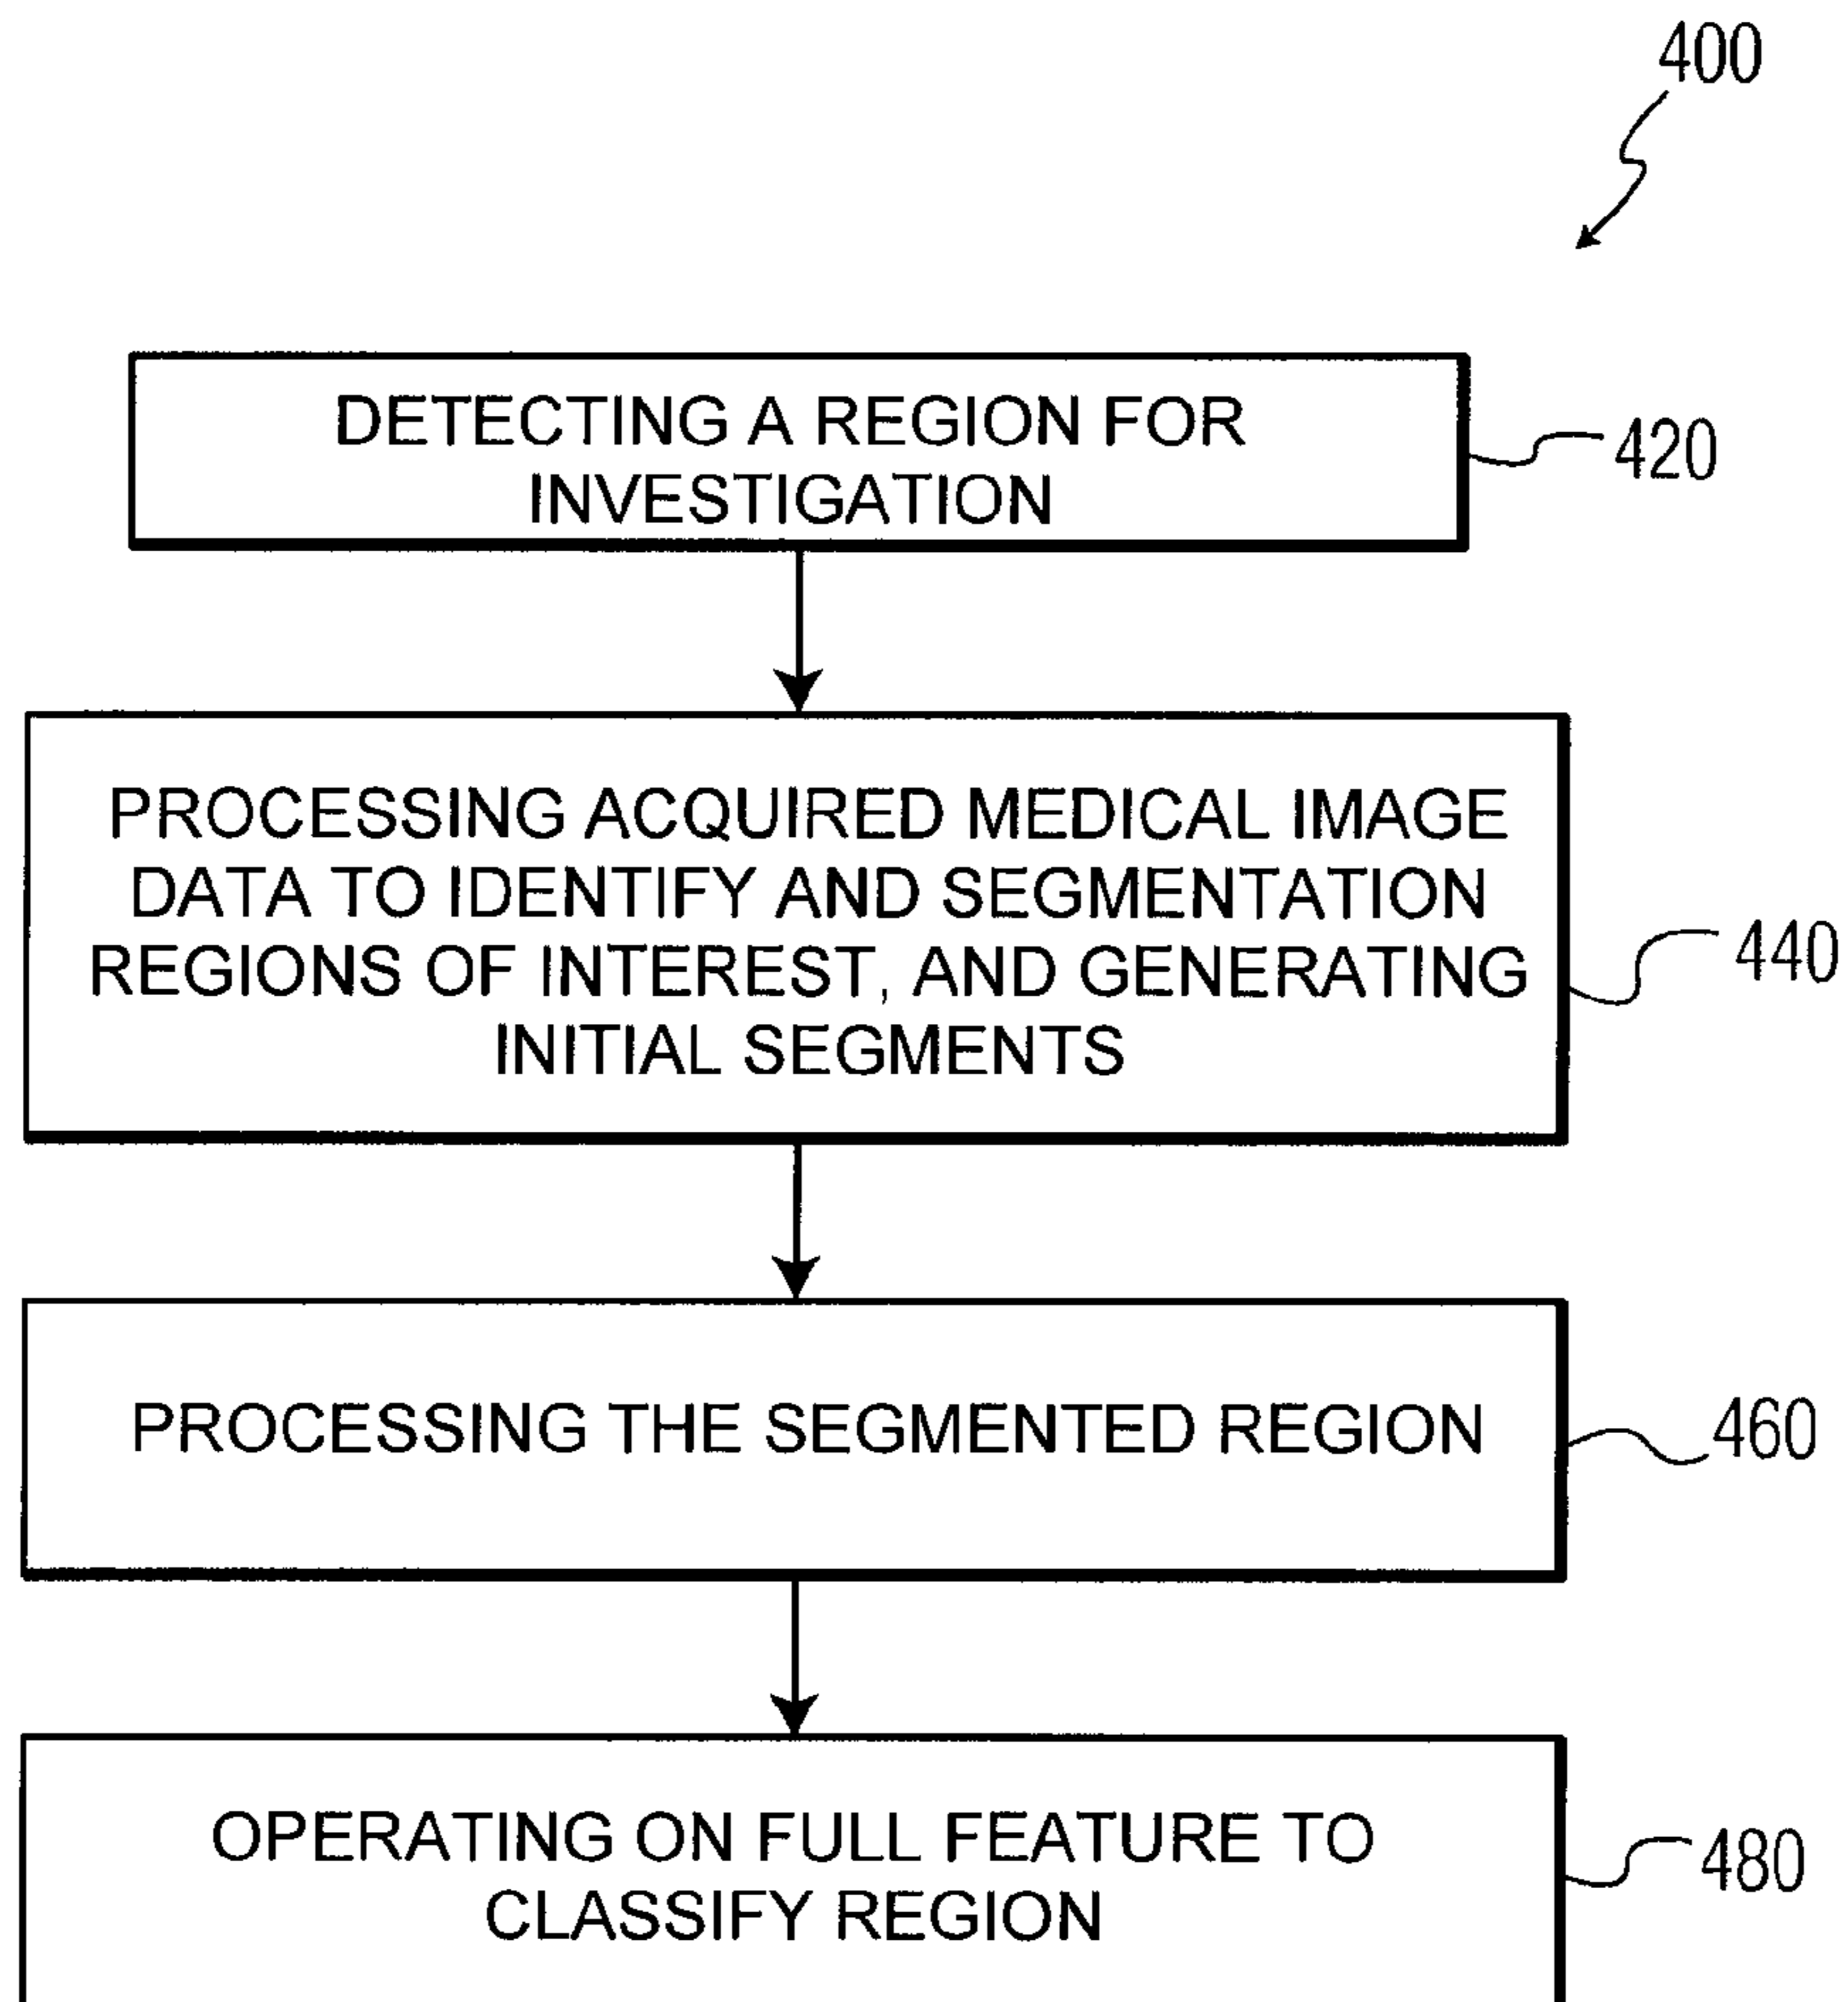 400
DETECTING A REGION FOR
INVESTIGATION
420
PROCESSING ACQUIRED MEDICAL IMAGE
DATA TO IDENTIFY AND SEGMENTATION
REGIONS OF INTEREST, AND GENERATING
INITIAL SEGMENTS
440
PROCESSING THE SEGMENTED REGION
460
OPERATING ON FULL FEATURE TO
CLASSIFY REGION
480